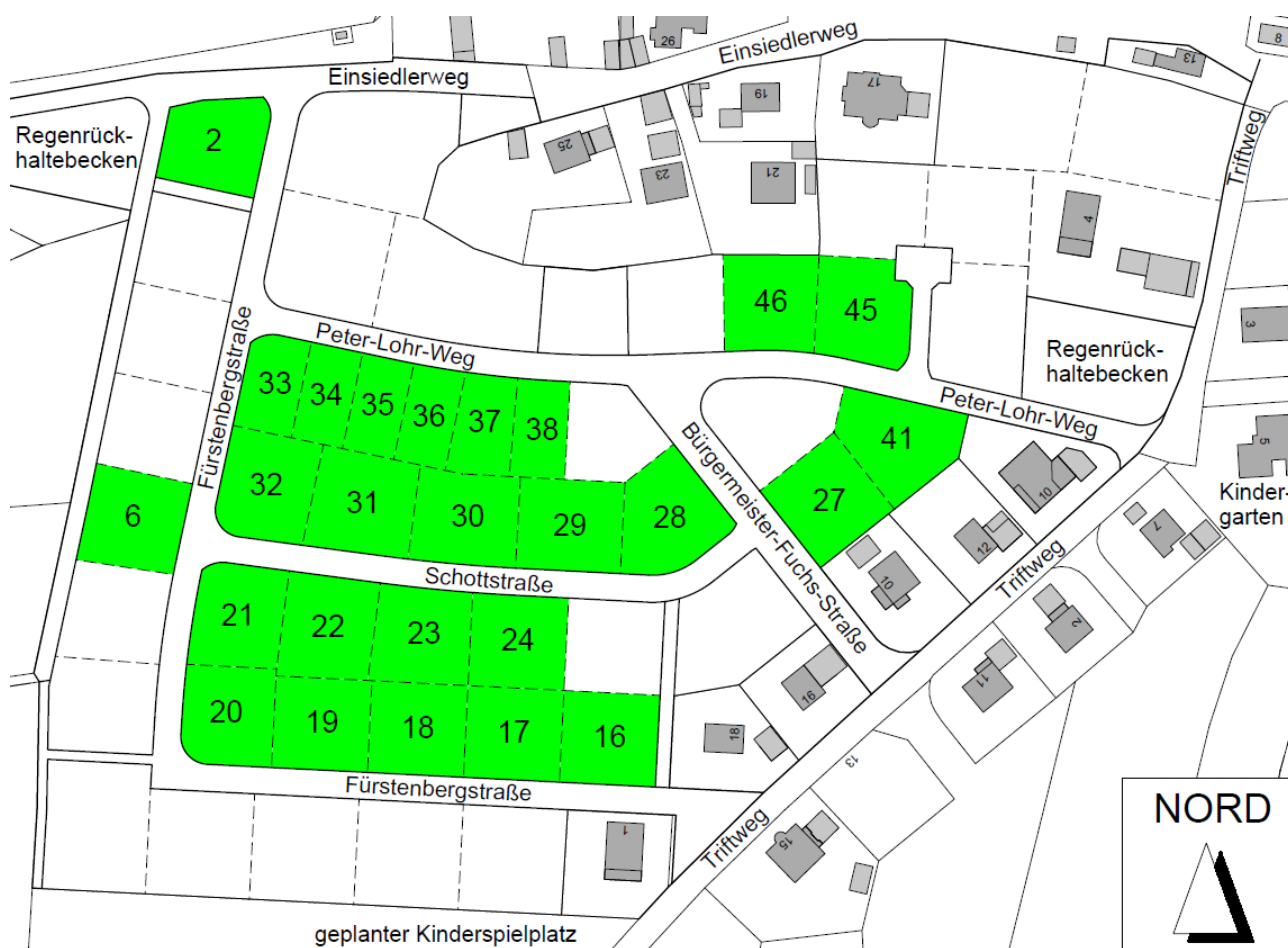 26
Einsiedlerweg
8
13
Einsiedlerweg
17
19
Regenrück-
haltebecken
2
25
23
21
Triftweg
4
46
45
3
Fürstenbergstraße
Peter-Lohr-Weg
Regenrück-
haltebecken
33
34
35
36
37
38
Peter-Lohr-Weg
41
5
Kinder-
garten
32
31
30
29
28
Bürgermeister-Fuchs-Straße
27
10
6
7
12
Triftweg
10
Schottstraße
21
22
23
24
2
11
16
20
19
18
17
16
18
13
Fürstenbergstraße
NORD
1
Triftweg
15
geplanter Kinderspielplatz